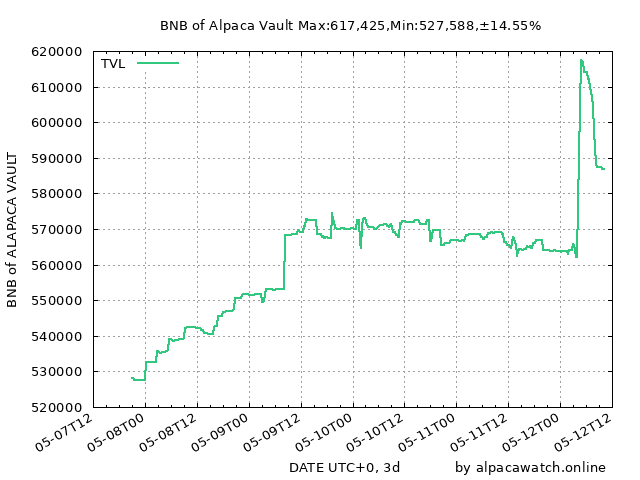 BNB of Alpaca Vault Max:617,425,Min:527,588,±14.55%
TVL
620000
610000
600000
590000
580000
570000
560000
550000
540000
530000
520000
BNB of ALAPACA VAULT
05-07T12
05-08T00
05-08T12
05-09T00
05-09T12
05-10T00
05-10T12
05-11T00
05-11T12
05-12T00
05-12T12
DATE UTC+0, 3d
by alpacawatch.online